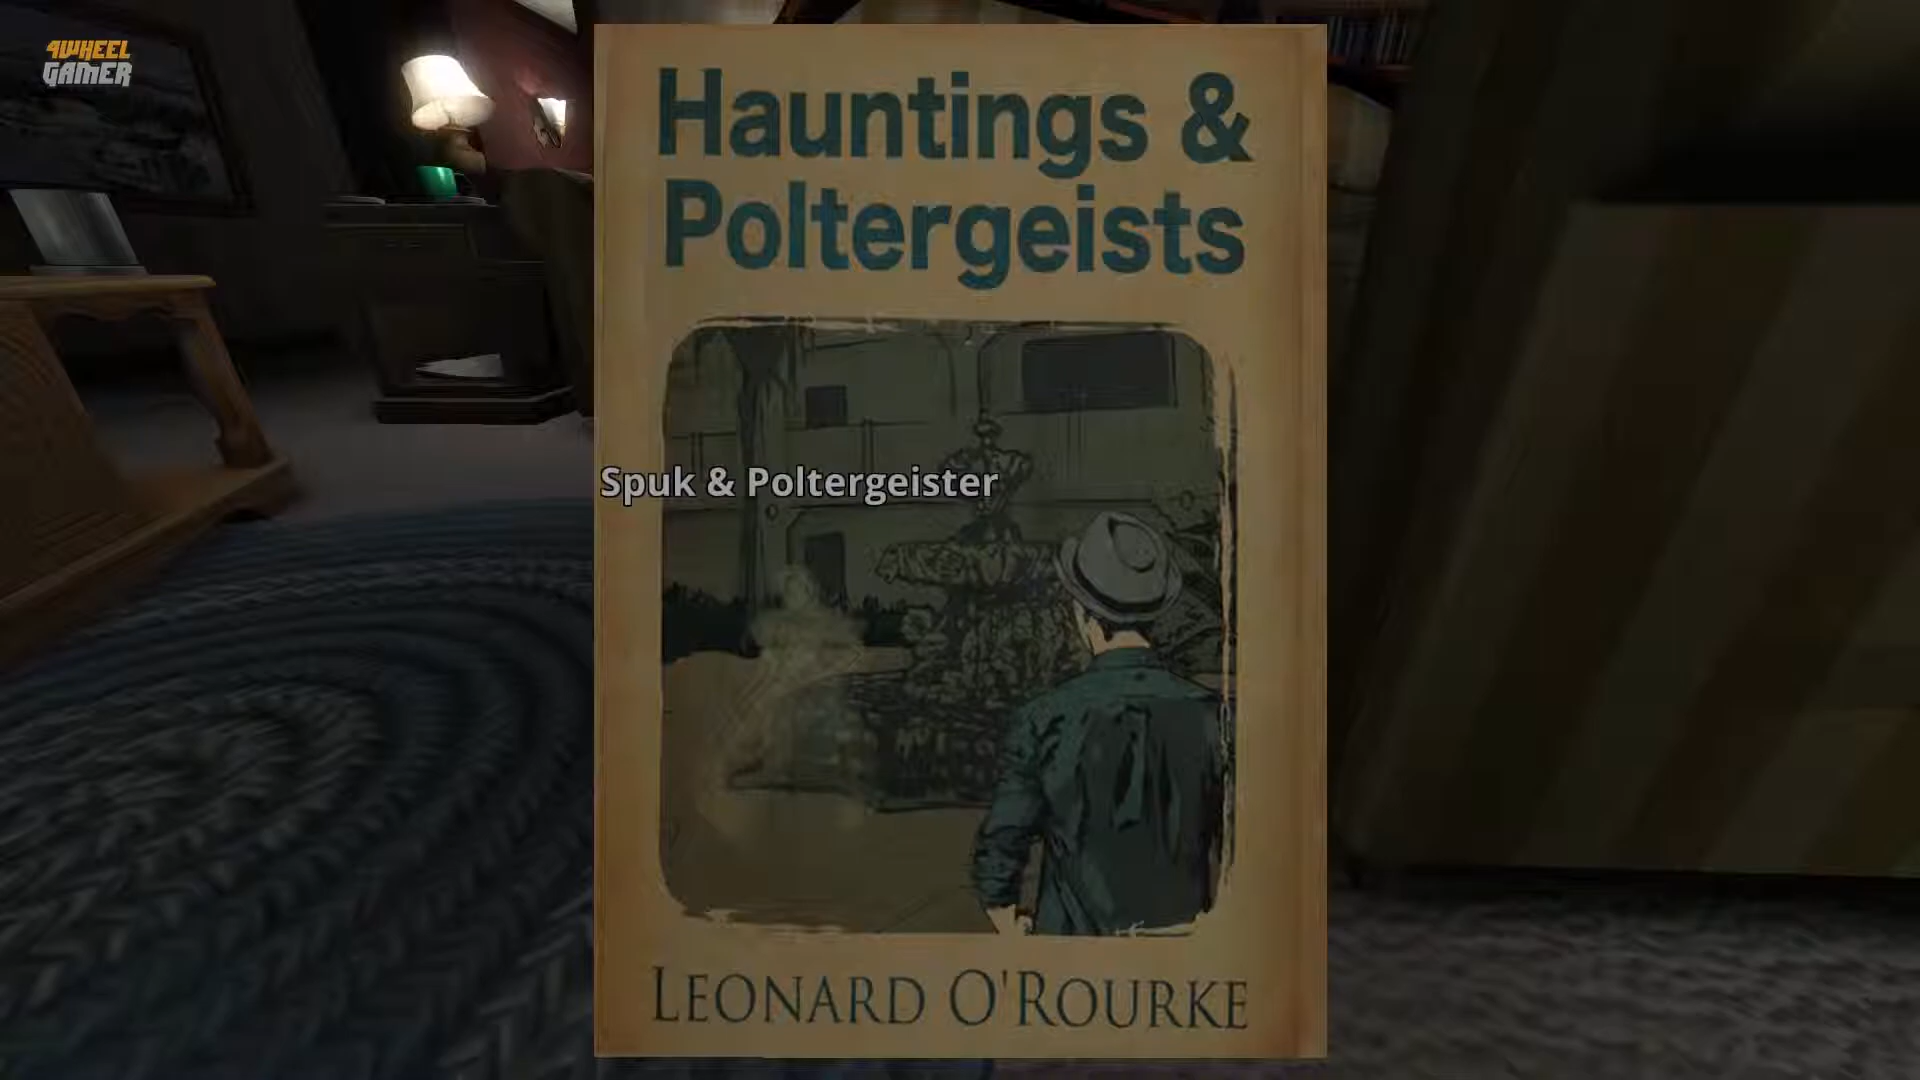 4WHEEL
GAMER
Hauntings &
Poltergeists
Spuk & Poltergeister
LEONARD O'ROURKE